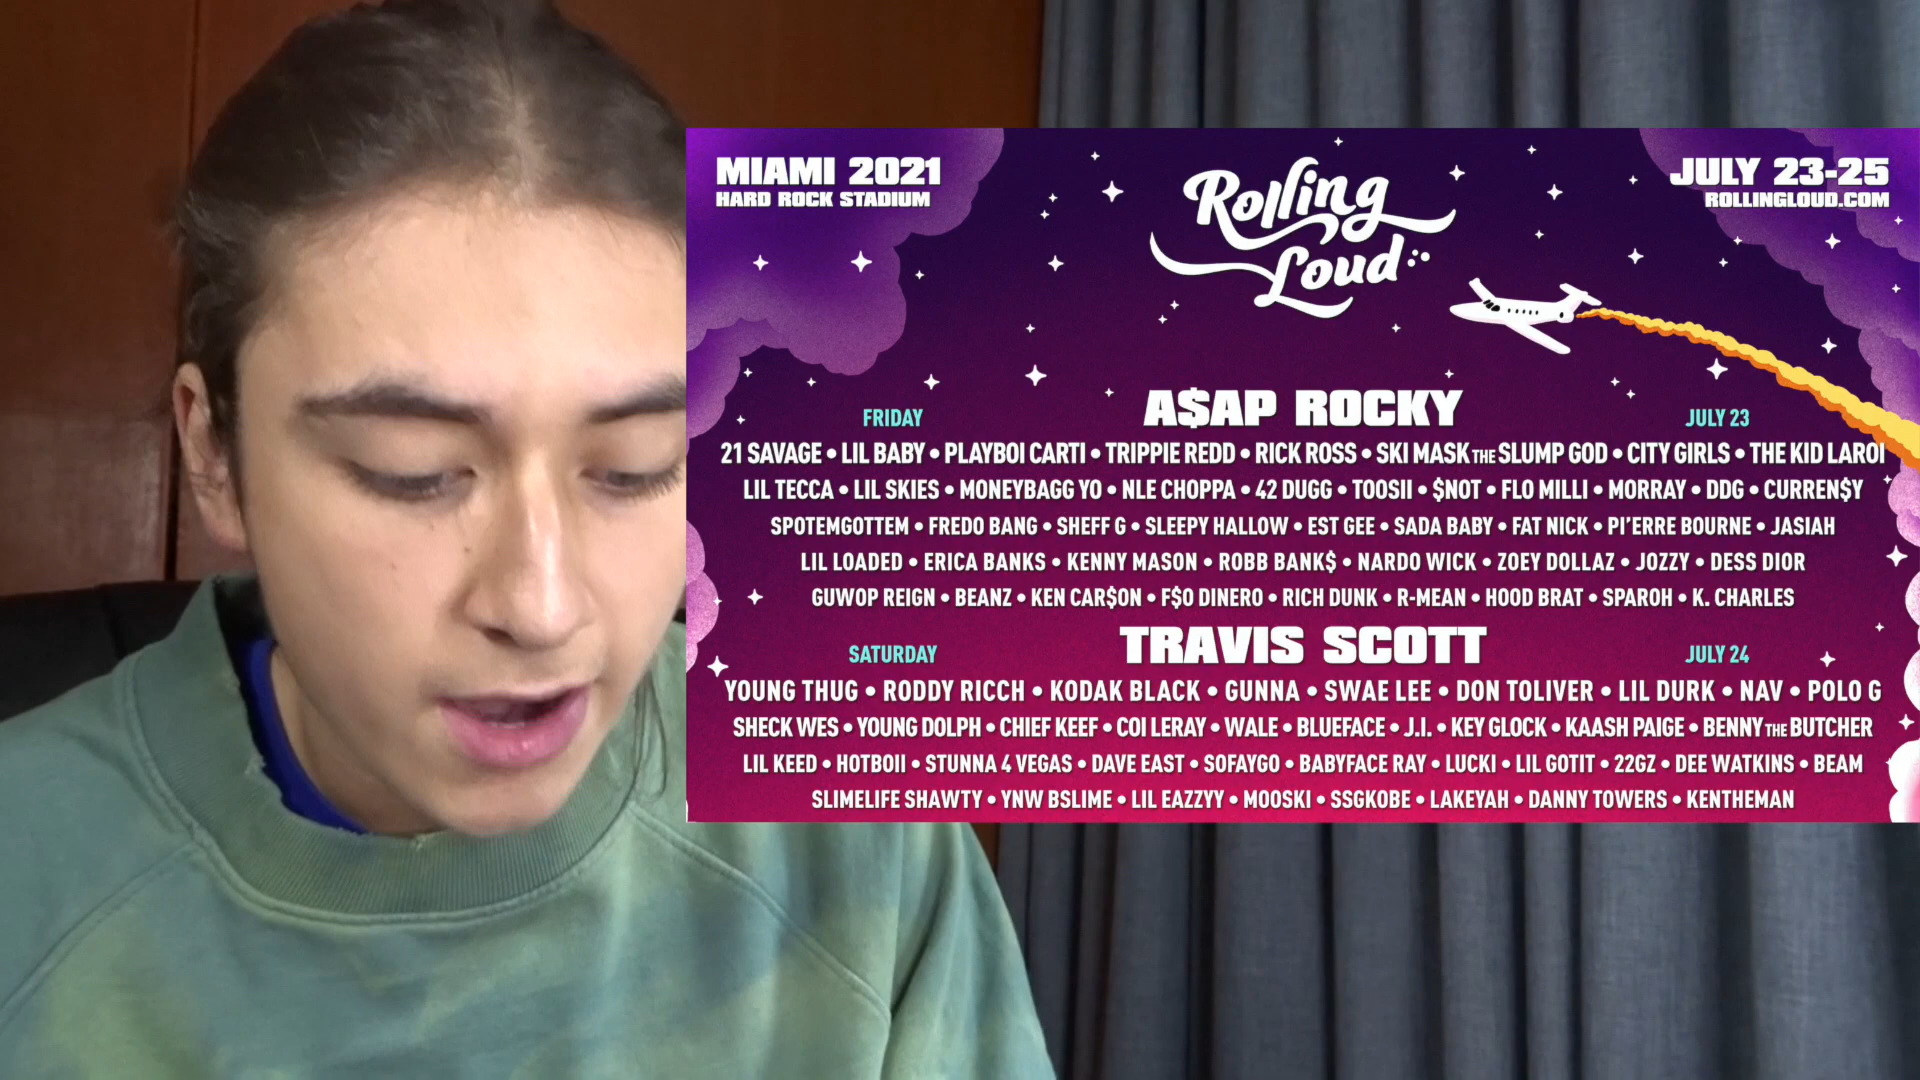 MIAMI 2021
HARD ROCK STADIUM
Rolling
Loud
JULY 23-25
ROLLINGLOUD.COM
FRIDAY A$AP ROCKY JULY 23
21 SAVAGE • LIL BABY • PLAYBOI CARTI • TRIPPIE REDD • RICK ROSS • SKI MASK THE SLUMP GOD • CITY GIRLS • THE KID LAROI
LIL TECCA • LIL SKIES • MONEYBAGG YO • NLE CHOPPA • 42 DUGG • TOOSII • $NOT • FLO MILLI • MORRAY • DDG • CURREN$Y
SPOTEMGOTTEM • FREDO BANG • SHEFF G • SLEEPY HALLOW • EST GEE • SADA BABY • FAT NICK • PI'ERRE BOURNE • JASIAH
LIL LOADED • ERICA BANKS • KENNY MASON • ROBB BANK$ • NARDO WICK • ZOEY DOLLAZ • JOZZY • DESS DIOR
GUWOP REIGN • BEANZ • KEN CAR$ON • F$O DINERO • RICH DUNK • R-MEAN • HOOD BRAT • SPAROH • K. CHARLES
SATURDAY TRAVIS SCOTT JULY 24
YOUNG THUG • RODDY RICCH • KODAK BLACK • GUNNA • SWAE LEE • DON TOLIVER • LIL DURK • NAV • POLO G
SHECK WES • YOUNG DOLPH • CHIEF KEEF • COI LERAY • WALE • BLUEFACE • J.I. • KEY GLOCK • KAASH PAIGE • BENNY THE BUTCHER
LIL KEED • HOTBOII • STUNNA 4 VEGAS • DAVE EAST • SOFAYGO • BABYFACE RAY • LUCKI • LIL GOTIT • 22GZ • DEE WATKINS • BEAM
SLIMELIFE SHAWTY • YNW BSLIME • LIL EAZZYY • MOOSKI • SSGKOBE • LAKEYAH • DANNY TOWERS • KENTHEMAN